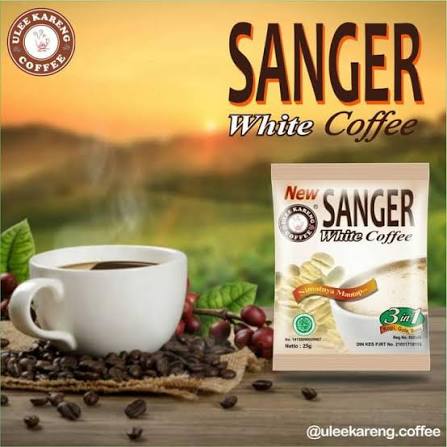 ULEE KARENG
COFFEE
SANGER
White Coffee
New
ULEE KARENG
COFFEE
SANGER
White Coffee
3 in 1
Netto : 25g
@uleekareng.coffee